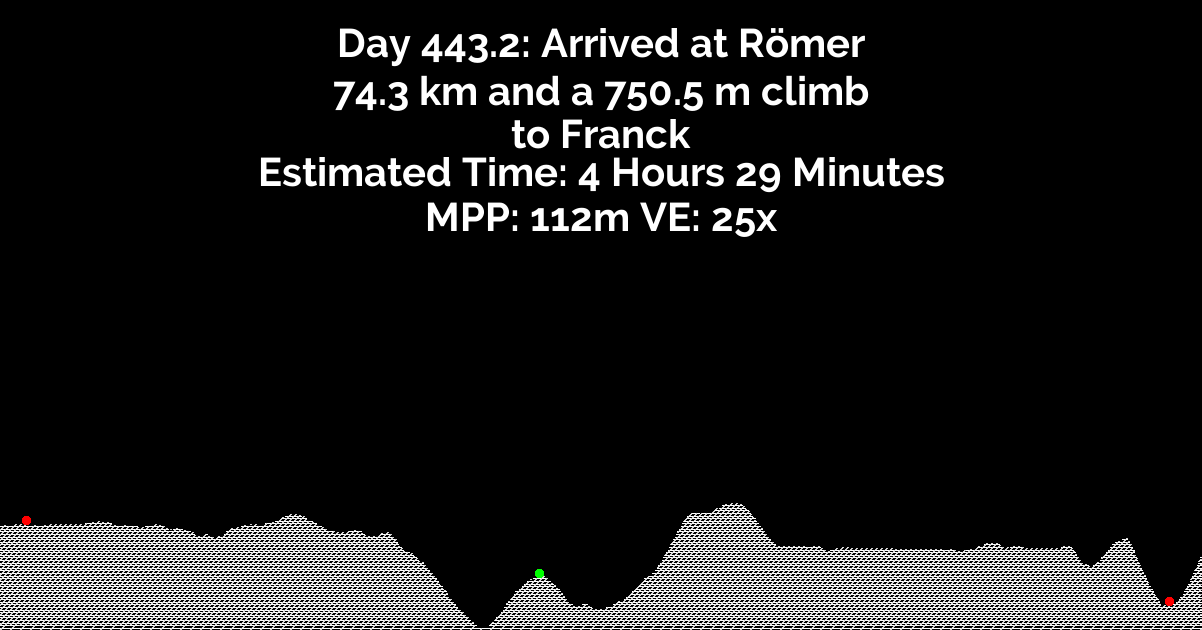 Day 443.2: Arrived at Römer
74.3 km and a 750.5 m climb
to Franck
Estimated Time: 4 Hours 29 Minutes
MPP: 112m VE: 25x